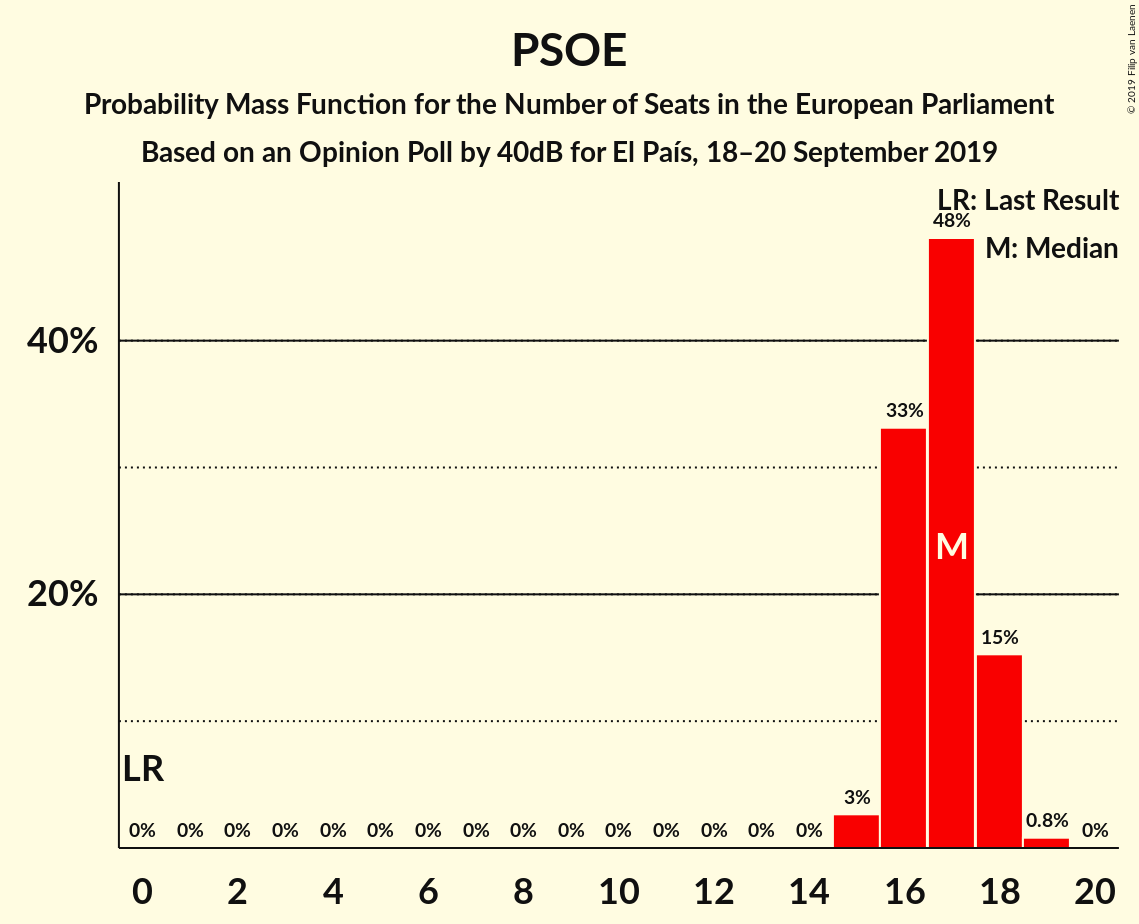 PSOE
Probability Mass Function for the Number of Seats in the European Parliament
Based on an Opinion Poll by 40dB for El País, 18–20 September 2019
© 2019 Filip van Laenen
LR: Last Result
M: Median
40%
20%
LR
M
0% 0% 0% 0% 0% 0% 0% 0% 0% 0% 0% 0% 0% 0% 0% 3% 33% 48% 15% 0.8% 0%
0 2 4 6 8 10 12 14 16 18 20